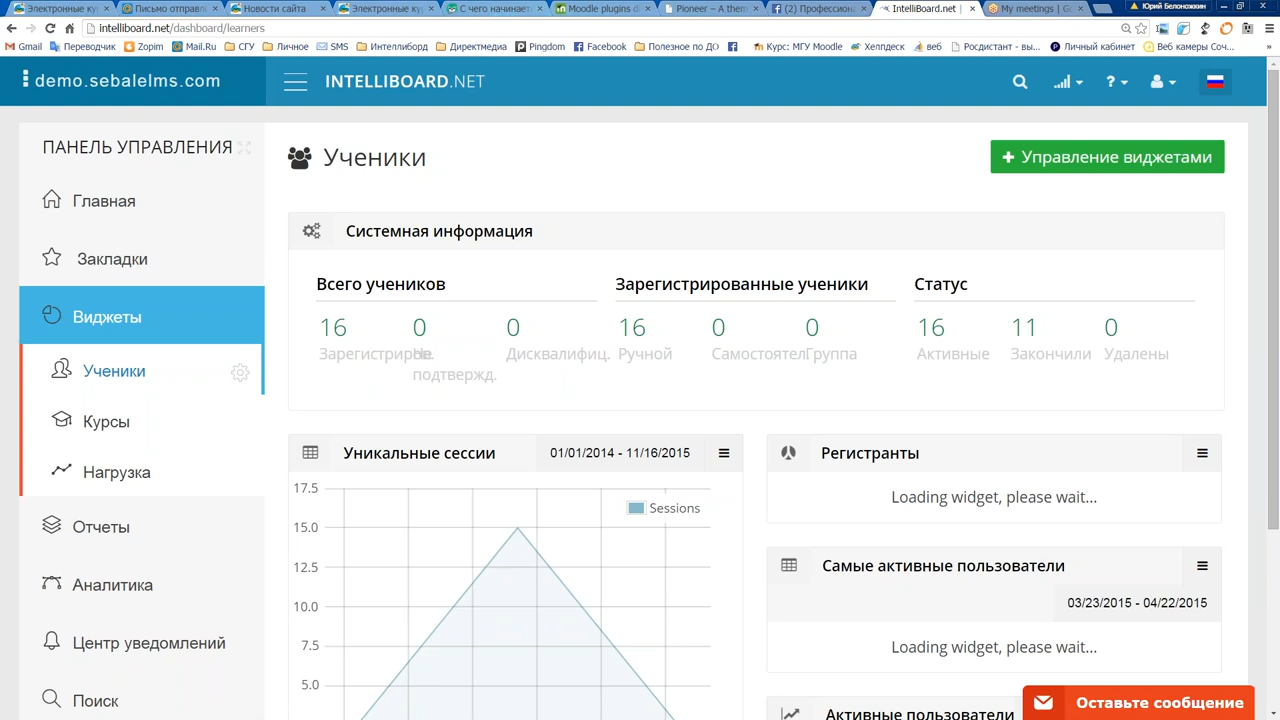 Электронные ку
Письмо отправл
Новости сайта
Электронные ку
С чего начинает
Moodle plugins di
Pioneer – A them
(2) Профессиона
IntelliBoard.net
My meetings | Go
Юрий Белоножкин
intelliboard.net/dashboard/learners
Gmail
Переводчик
Zopim
Mail.Ru
СГУ
Личное
SMS
Интеллиборд
Директмедиа
Pingdom
Facebook
Полезное по ДО
Курс: МГУ Moodle
Хелпдеск
веб
Росдистант - вы...
Личный кабинет
Веб камеры Соч...
demo.sebalelms.com
INTELLIBOARD.NET
ПАНЕЛЬ УПРАВЛЕНИЯ
Главная
Закладки
Виджеты
Ученики
Курсы
Нагрузка
Отчеты
Аналитика
Центр уведомлений
Поиск
Ученики
+ Управление виджетами
Системная информация
Всего учеников
16 0 0
Зарегистриров. Не подтвержд. Дисквалифиц.
Зарегистрированные ученики
16 0 0
Ручной Самостоятел Группа
Статус
16 11 0
Активные Закончили Удалены
Уникальные сессии
01/01/2014 - 11/16/2015
17.5
15.0
12.5
10.0
7.5
5.0
Sessions
Регистранты
Loading widget, please wait...
Самые активные пользователи
03/23/2015 - 04/22/2015
Loading widget, please wait...
Активные пользователи
Оставьте сообщение